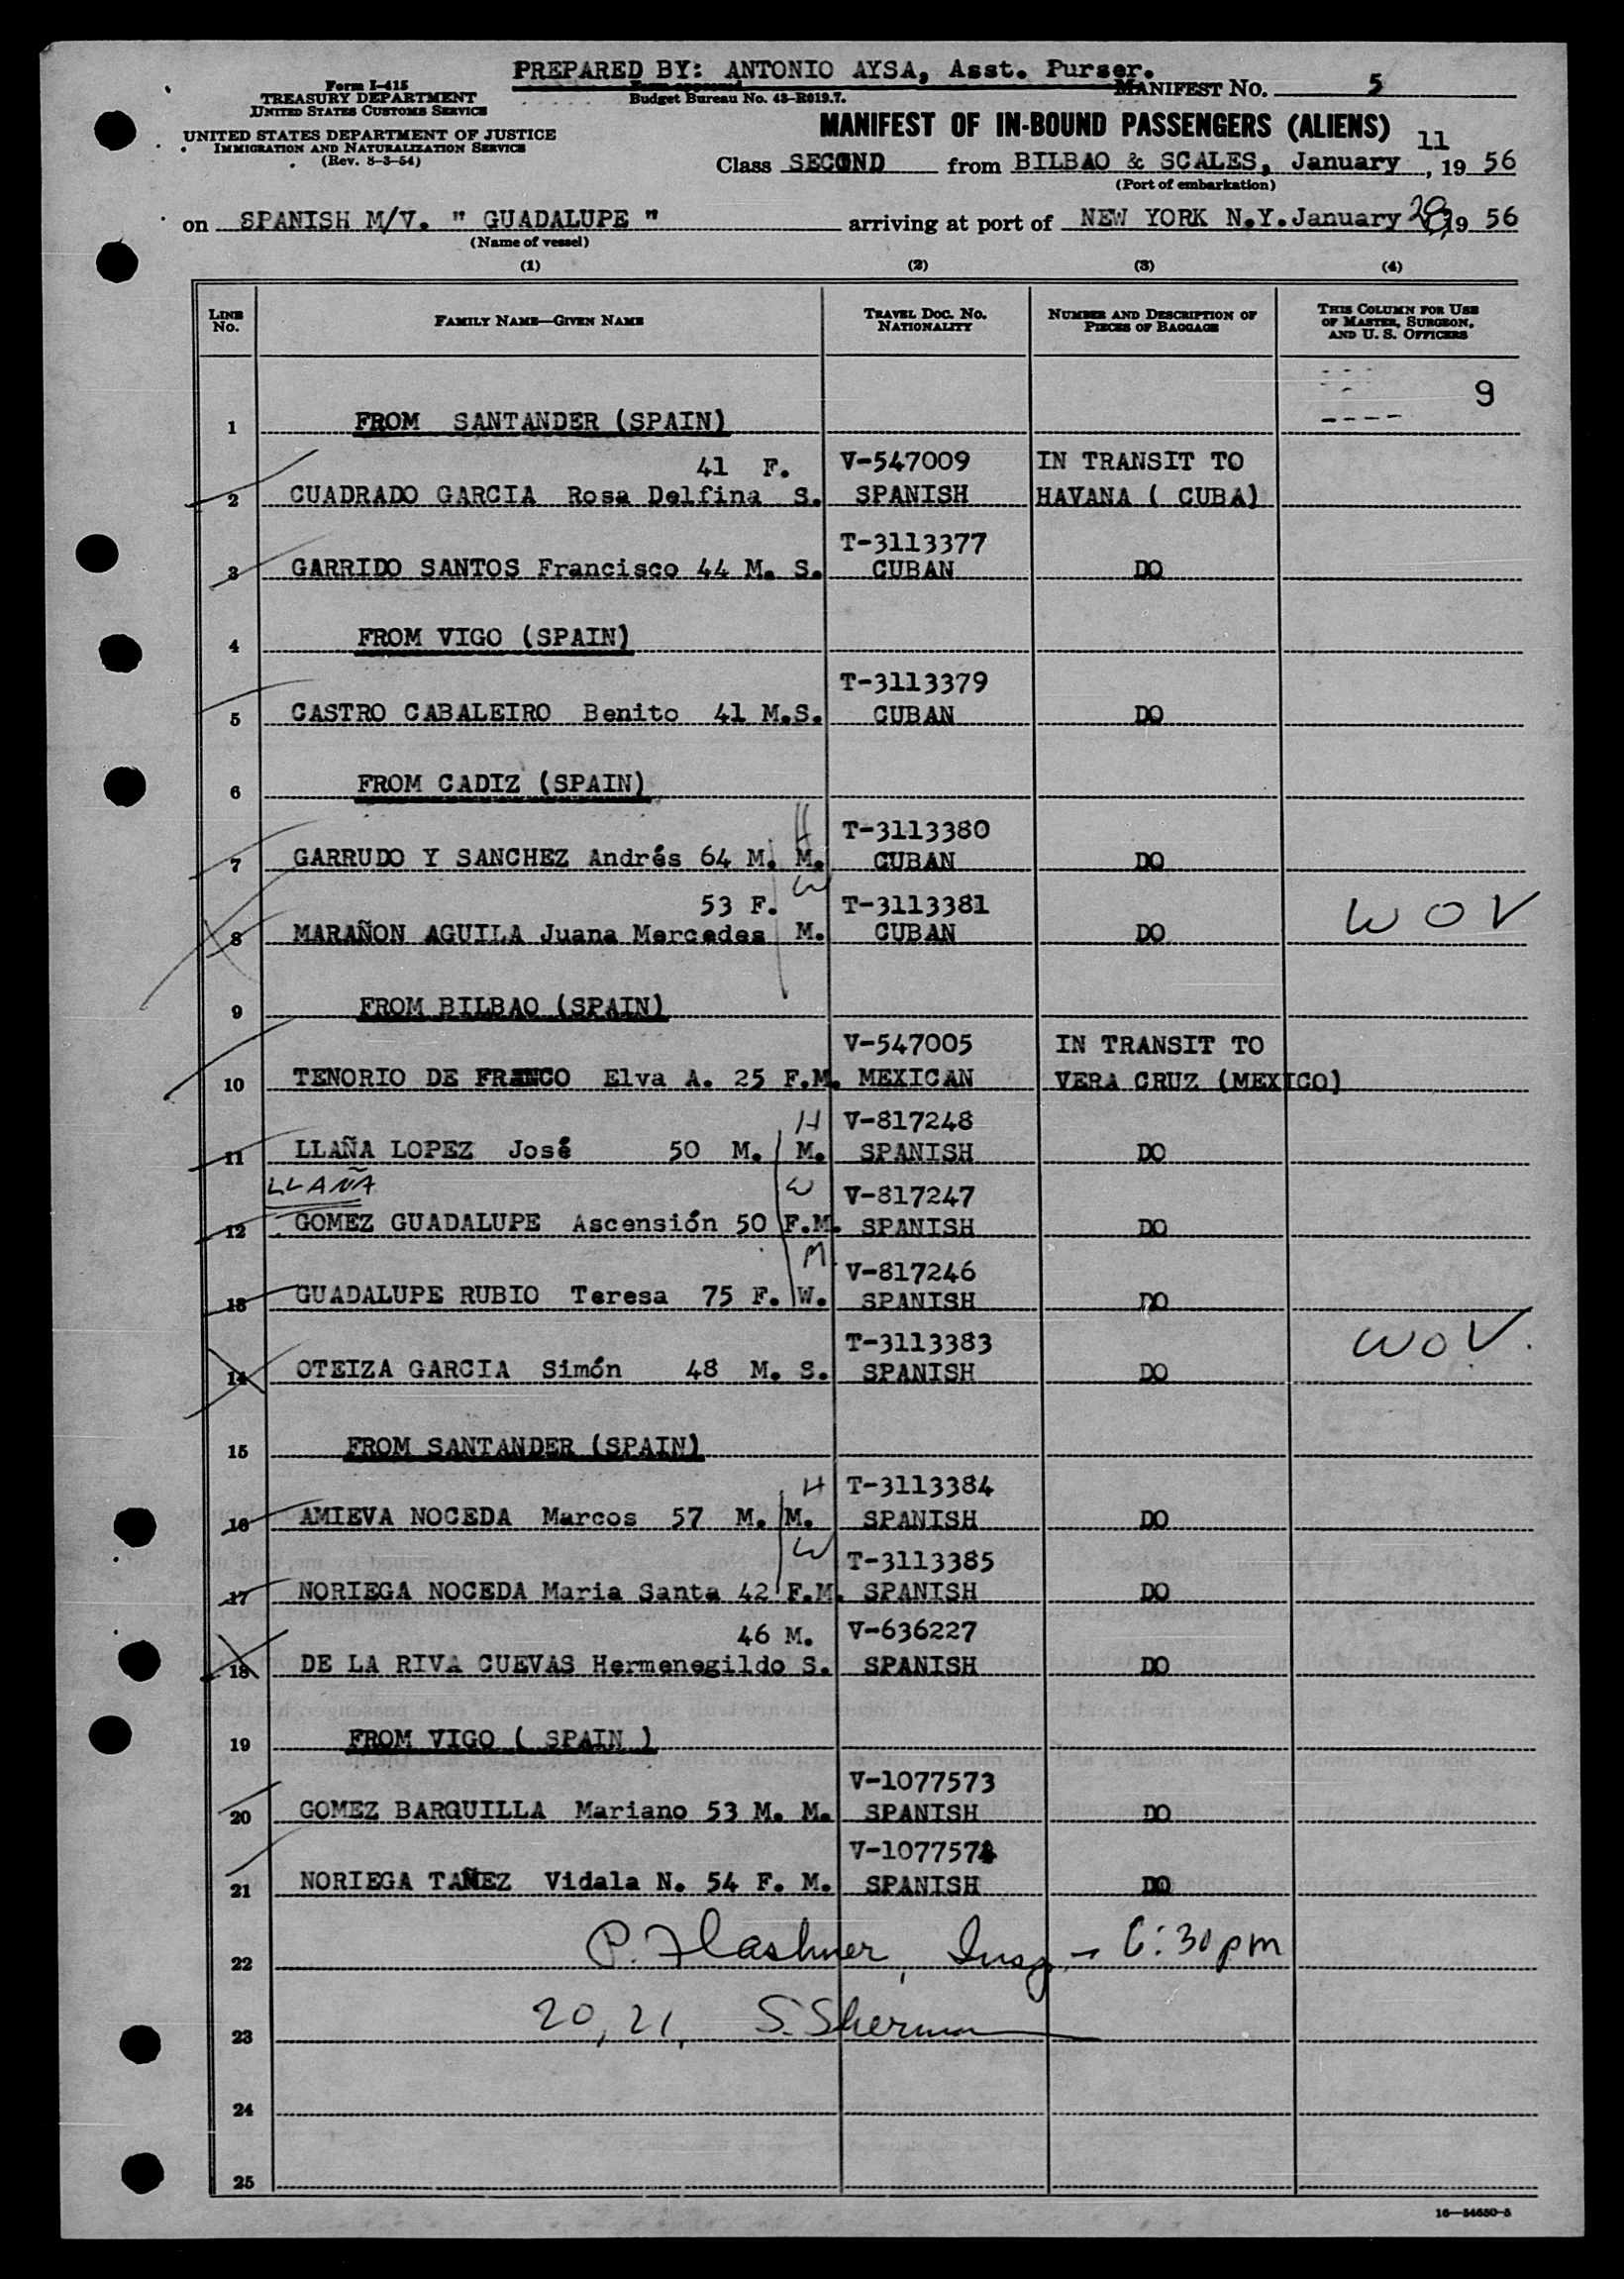 PREPARED BY: ANTONIO AYSA, Asst. Purser.
Form I-415
TREASURY DEPARTMENT
UNITED STATES CUSTOMS SERVICE
Form approved
Budget Bureau No. 43-R019.7.
MANIFEST No. 5
UNITED STATES DEPARTMENT OF JUSTICE
IMMIGRATION AND NATURALIZATION SERVICE
(Rev. 8-3-54)
MANIFEST OF IN-BOUND PASSENGERS (ALIENS)
Class SECOND from BILBAO & SCALES, January 11, 19 56
(Port of embarkation)
on SPANISH M/V. " GUADALUPE " arriving at port of NEW YORK N.Y. January 19 56
(Name of vessel)
(1) (2) (3) (4)
LINE No. FAMILY NAME—GIVEN NAME TRAVEL DOC. No. NATIONALITY NUMBER AND DESCRIPTION OF PIECES OF BAGGAGE THIS COLUMN FOR USE OF MASTER, SURGEON, AND U. S. OFFICERS
9
1 FROM SANTANDER (SPAIN)
41 F. V-547009 IN TRANSIT TO
2 CUADRADO GARCIA Rosa Delfina S. SPANISH HAVANA ( CUBA)
T-3113377
3 GARRIDO SANTOS Francisco 44 M. S. CUBAN DO
4 FROM VIGO (SPAIN)
T-3113379
5 CASTRO CABALEIRO Benito 41 M.S. CUBAN DO
6 FROM CADIZ (SPAIN)
H T-3113380
7 GARRUDO Y SANCHEZ Andrés 64 M. M. CUBAN DO
53 F. W T-3113381
8 MARAÑON AGUILA Juana Mercedes M. CUBAN DO WOV
9 FROM BILBAO (SPAIN)
V-547005 IN TRANSIT TO
10 TENORIO DE FRANCO Elva A. 25 F.M. MEXICAN VERA CRUZ (MEXICO)
H V-817248
11 LLAÑA LOPEZ José 50 M. M. SPANISH DO
LLAÑA W V-817247
12 GOMEZ GUADALUPE Ascensión 50 F.M. SPANISH DO
M V-817246
13 GUADALUPE RUBIO Teresa 75 F. W. SPANISH DO
T-3113383
14 OTEIZA GARCIA Simón 48 M. S. SPANISH DO WOV.
15 FROM SANTANDER (SPAIN)
H T-3113384
16 AMIEVA NOCEDA Marcos 57 M. M. SPANISH DO
W T-3113385
17 NORIEGA NOCEDA Maria Santa 42 F.M. SPANISH DO
46 M. V-636227
18 DE LA RIVA CUEVAS Hermenegildo S. SPANISH DO
19 FROM VIGO ( SPAIN )
V-1077573
20 GOMEZ BARQUILLA Mariano 53 M. M. SPANISH DO
V-1077574
21 NORIEGA TAÑEZ Vidala N. 54 F. M. SPANISH DO
22 P. Flashner, Insp - 6:30 pm
23 20, 21, S. Sherman
24
25
16—54650-5